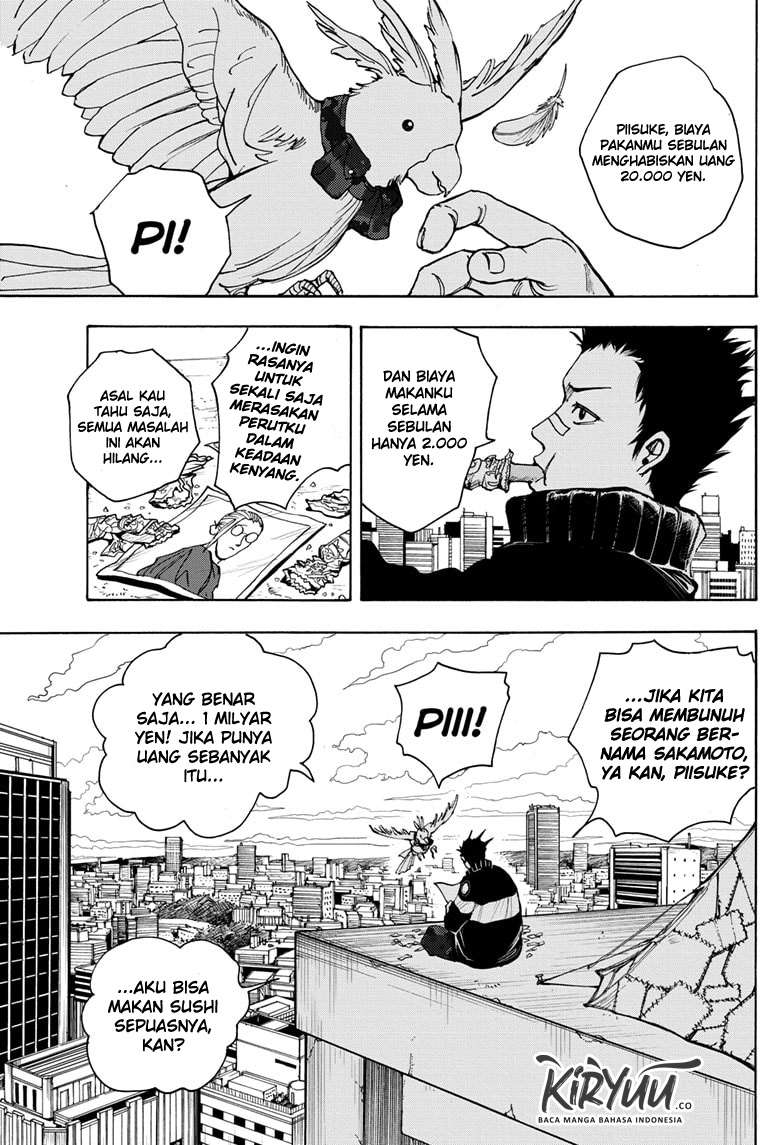 PIISUKE, BIAYA
PAKANMU SEBULAN
MENGHABISKAN UANG
20.000 YEN.
PI!
DAN BIAYA
MAKANKU
SELAMA
SEBULAN
HANYA 2.000
YEN.
...INGIN
RASANYA
UNTUK
SEKALI SAJA
MERASAKAN
PERUTKU
DALAM
KEADAAN
KENYANG.
ASAL KAU
TAHU SAJA,
SEMUA MASALAH
INI AKAN
HILANG...
...JIKA KITA
BISA MEMBUNUH
SEORANG BER-
NAMA SAKAMOTO,
YA KAN, PIISUKE?
PIII!
YANG BENAR
SAJA... 1 MILYAR
YEN! JIKA PUNYA
UANG SEBANYAK
ITU...
...AKU BISA
MAKAN SUSHI
SEPUASNYA,
KAN?
KIRYUU.CO
BACA MANGA BAHASA INDONESIA